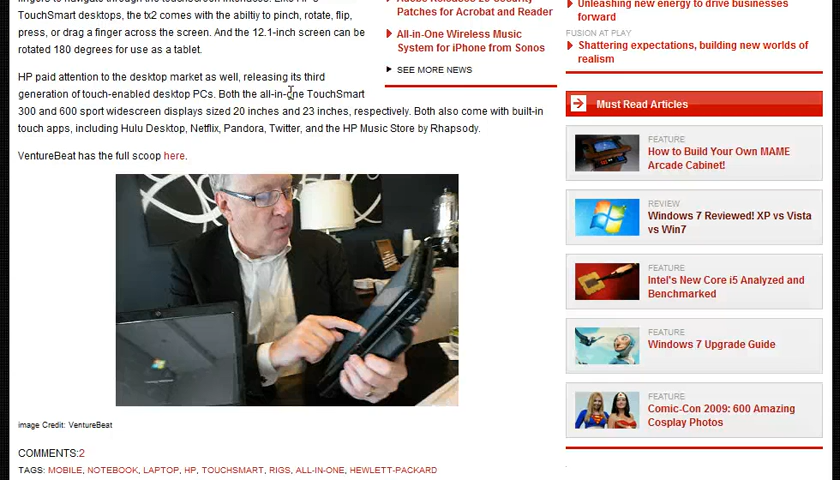 fingers to navigate through the touchscreen interfaces. Like HP's
TouchSmart desktops, the tx2 comes with the abiltiy to pinch, rotate, flip,
press, or drag a finger across the screen. And the 12.1-inch screen can be
rotated 180 degrees for use as a tablet.
HP paid attention to the desktop market as well, releasing its third
generation of touch-enabled desktop PCs. Both the all-in-one TouchSmart
300 and 600 sport widescreen displays sized 20 inches and 23 inches, respectively. Both also come with built-in
touch apps, including Hulu Desktop, Netflix, Pandora, Twitter, and the HP Music Store by Rhapsody.
VentureBeat has the full scoop here.
image Credit: VentureBeat
COMMENTS:2
TAGS: MOBILE, NOTEBOOK, LAPTOP, HP, TOUCHSMART, RIGS, ALL-IN-ONE, HEWLETT-PACKARD
Adobe Releases 29 Security
Patches for Acrobat and Reader
All-in-One Wireless Music
System for iPhone from Sonos
SEE MORE NEWS
Unleashing new energy to drive businesses
forward
FUSION AT PLAY
Shattering expectations, building new worlds of
realism
Must Read Articles
FEATURE
How to Build Your Own MAME
Arcade Cabinet!
REVIEW
Windows 7 Reviewed! XP vs Vista
vs Win7
FEATURE
Intel's New Core i5 Analyzed and
Benchmarked
FEATURE
Windows 7 Upgrade Guide
FEATURE
Comic-Con 2009: 600 Amazing
Cosplay Photos